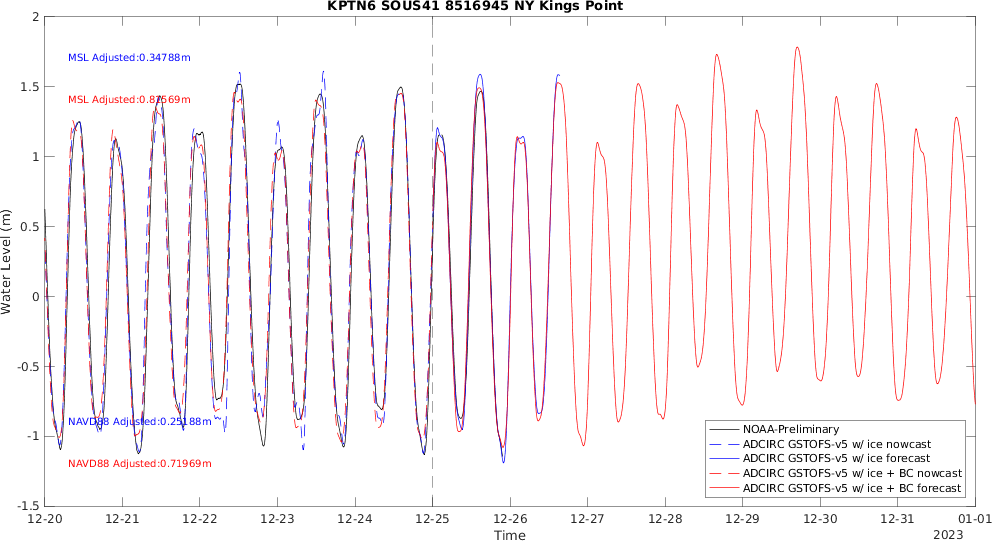 KPTN6 SOUS41 8516945 NY Kings Point
2
1.5
1
0.5
0
-0.5
-1
-1.5
Water Level (m)
MSL Adjusted:0.34788m
MSL Adjusted:0.83569m
NAVD88 Adjusted:0.25188m
NAVD88 Adjusted:0.71969m
NOAA-Preliminary
ADCIRC GSTOFS-v5 w/ ice nowcast
ADCIRC GSTOFS-v5 w/ ice forecast
ADCIRC GSTOFS-v5 w/ ice + BC nowcast
ADCIRC GSTOFS-v5 w/ ice + BC forecast
12-20 12-21 12-22 12-23 12-24 12-25 12-26 12-27 12-28 12-29 12-30 12-31 01-01
Time 2023